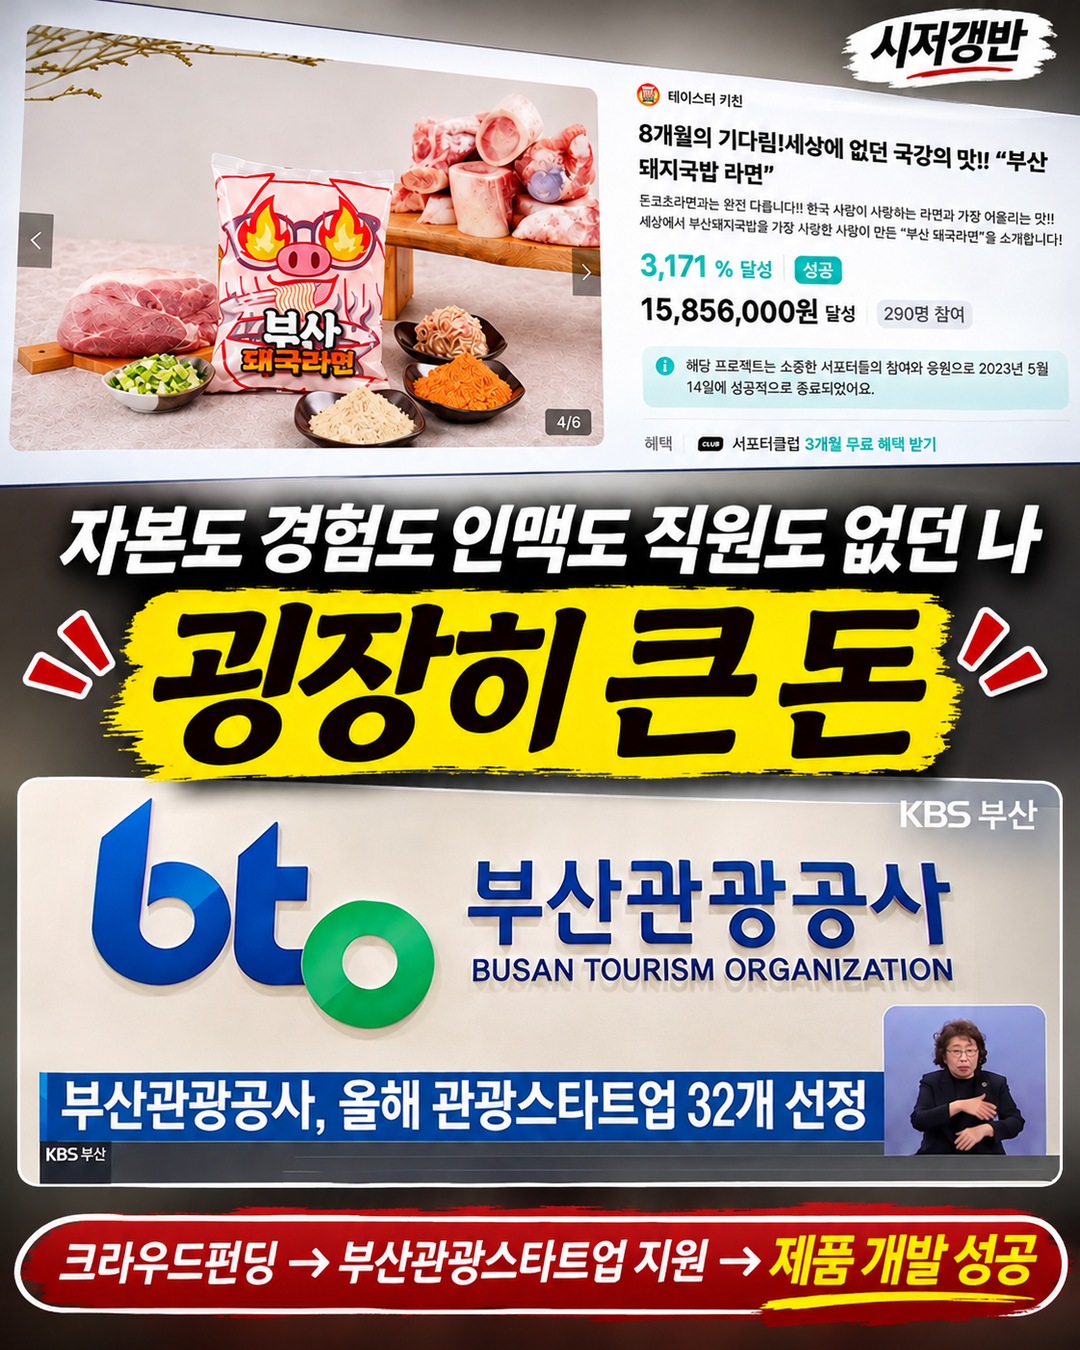 시저갱반
테이스터 키친
8개월의 기다림!세상에 없던 국강의 맛!! “부산
돼지국밥 라면”
돈코츠라면과는 완전 다릅니다!! 한국 사람이 사랑하는 라면과 가장 어울리는 맛!!
세상에서 부산돼지국밥을 가장 사랑한 사람이 만든 “부산 돼국라면”을 소개합니다!
3,171 % 달성 성공
15,856,000원 달성 290명 참여
해당 프로젝트는 소중한 서포터들의 참여와 응원으로 2023년 5월
14일에 성공적으로 종료되었어요.
혜택 CLUB 서포터클럽 3개월 무료 혜택 받기
부사
돼국라면
4/6
자본도 경험도 인맥도 직원도 없던 나
굉장히 큰 돈
KBS 부산
bto
부산관광공사
BUSAN TOURISM ORGANIZATION
부산관광공사, 올해 관광스타트업 32개 선정
KBS 부산
크라우드펀딩 → 부산관광스타트업 지원 → 제품 개발 성공